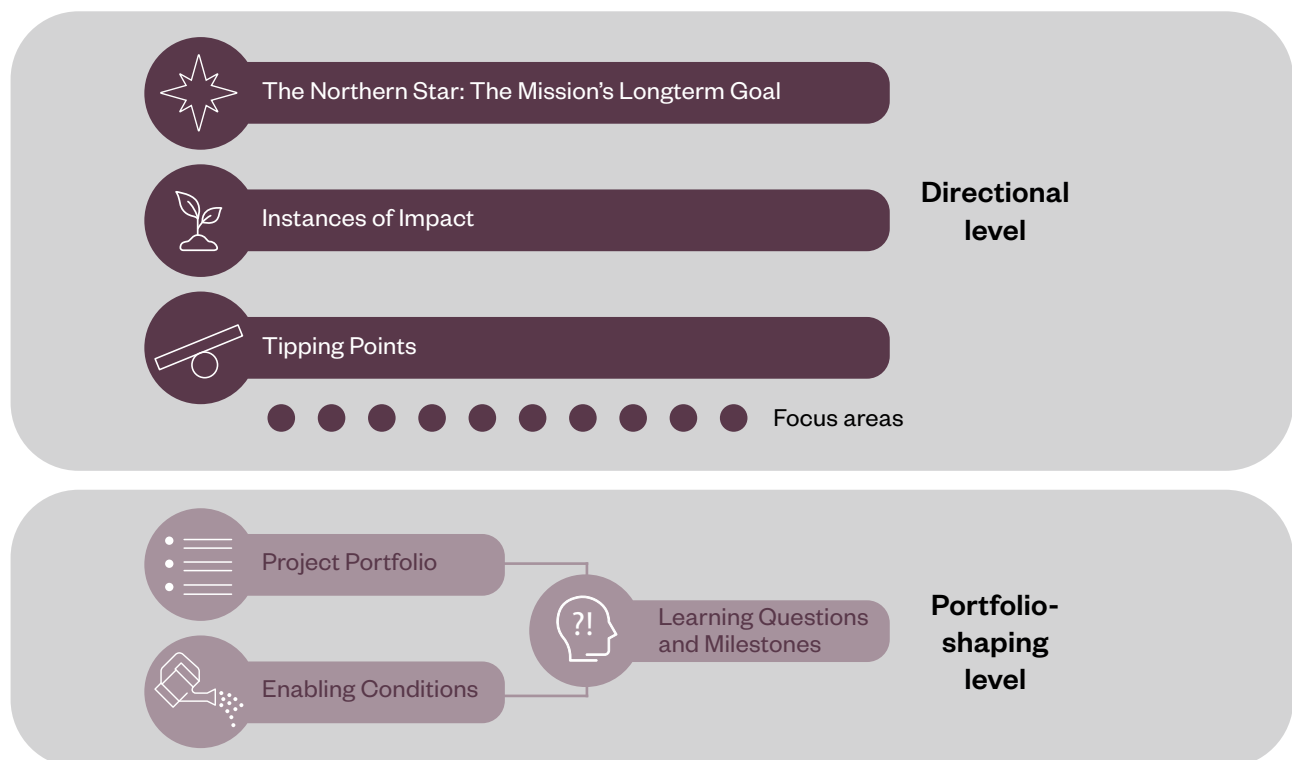 The Northern Star: The Mission’s Longterm Goal
Instances of Impact
Directional
level
Tipping Points
Focus areas
Project Portfolio
?!
Learning Questions
and Milestones
Enabling Conditions
Portfolio-
shaping
level